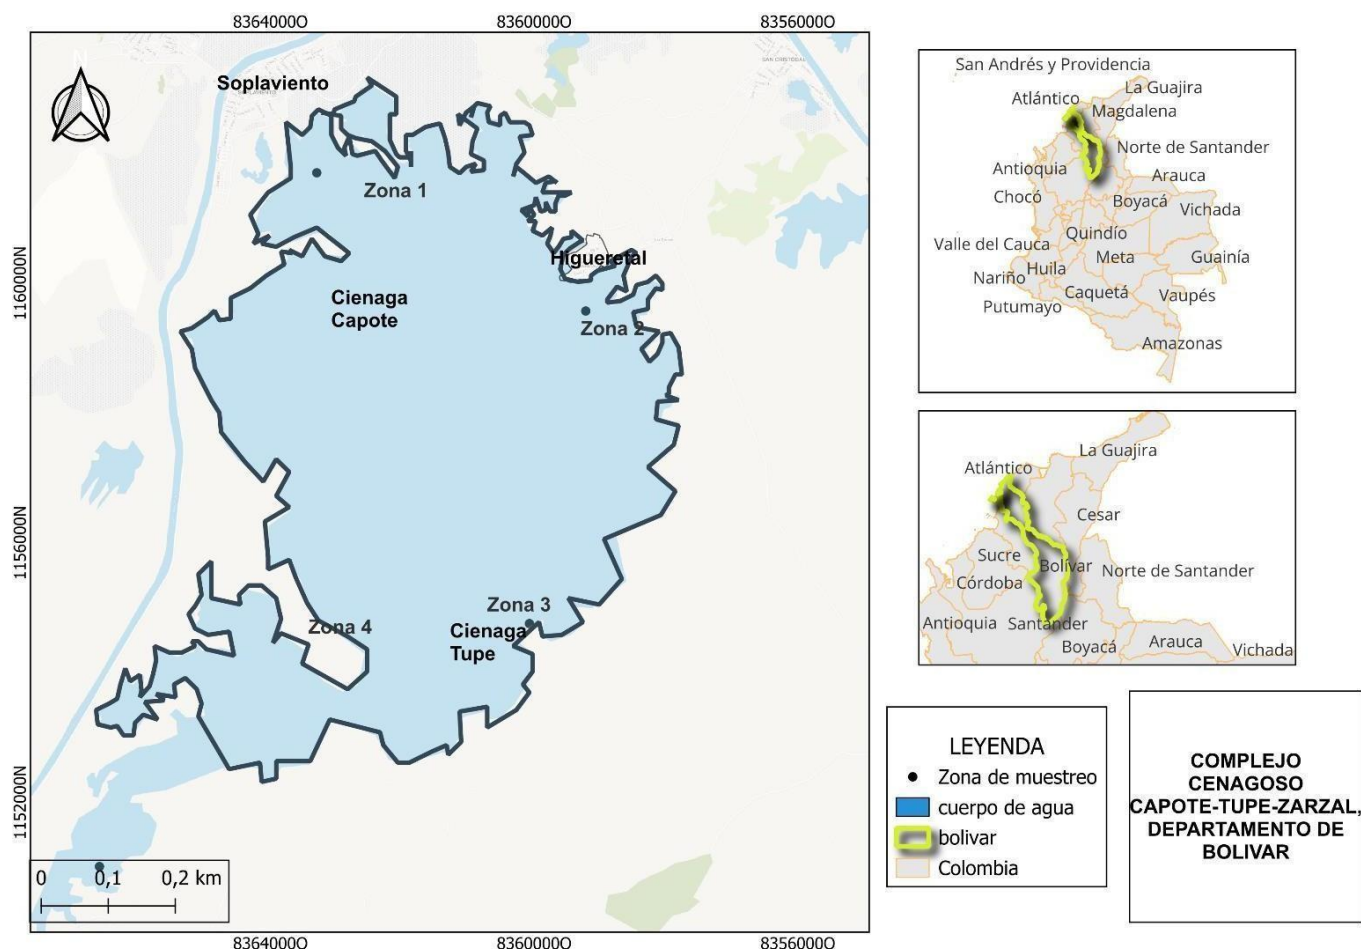 8364000O
8360000O
8356000O
N
Soplaviento
SAN CRISTOBAL
Zona 1
Higueretal
Cienaga
Capote
Zona 2
1160000N
1156000N
Zona 3
Zona 4
Cienaga
Tupe
1152000N
0 0,1 0,2 km
8364000O
8360000O
8356000O
San Andrés y Providencia
La Guajira
Atlántico
Magdalena
Norte de Santander
Antioquia
Arauca
Chocó
Boyacá
Vichada
Quindío
Valle del Cauca
Meta
Guainía
Huila
Nariño
Caquetá
Vaupés
Putumayo
Amazonas
La Guajira
Atlántico
Cesar
Sucre
Bolívar
Norte de Santander
Córdoba
Antioquia
Santander
Boyacá
Arauca
Vichada
LEYENDA
Zona de muestreo
cuerpo de agua
bolivar
Colombia
COMPLEJO
CENAGOSO
CAPOTE-TUPE-ZARZAL,
DEPARTAMENTO DE
BOLIVAR